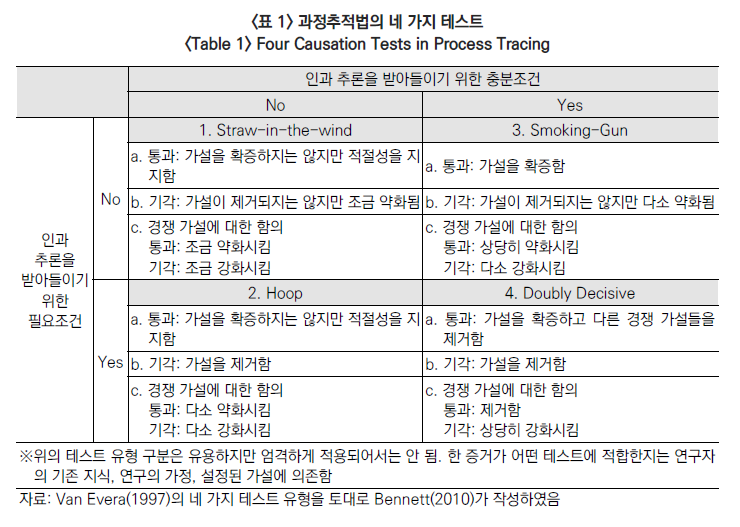 <표 1> 과정추적법의 네 가지 테스트
<Table 1> Four Causation Tests in Process Tracing
인과 추론을 받아들이기 위한 충분조건
No
Yes
인과
추론을
받아들이기
위한
필요조건
No
1. Straw-in-the-wind
a. 통과: 가설을 확증하지는 않지만 적절성을 지
지함
b. 기각: 가설이 제거되지는 않지만 조금 약화됨
c. 경쟁 가설에 대한 함의
통과: 조금 약화시킴
기각: 조금 강화시킴
3. Smoking-Gun
a. 통과: 가설을 확증함
b. 기각: 가설이 제거되지는 않지만 다소 약화됨
c. 경쟁 가설에 대한 함의
통과: 상당히 약화시킴
기각: 다소 강화시킴
Yes
2. Hoop
a. 통과: 가설을 확증하지는 않지만 적절성을 지
지함
b. 기각: 가설을 제거함
c. 경쟁 가설에 대한 함의
통과: 다소 약화시킴
기각: 다소 강화시킴
4. Doubly Decisive
a. 통과: 가설을 확증하고 다른 경쟁 가설들을
제거함
b. 기각: 가설을 제거함
c. 경쟁 가설에 대한 함의
통과: 제거함
기각: 상당히 강화시킴
※위의 테스트 유형 구분은 유용하지만 엄격하게 적용되어서는 안 됨. 한 증거가 어떤 테스트에 적합한지는 연구자
의 기존 지식, 연구의 가정, 설정된 가설에 의존함
자료: Van Evera(1997)의 네 가지 테스트 유형을 토대로 Bennett(2010)가 작성하였음